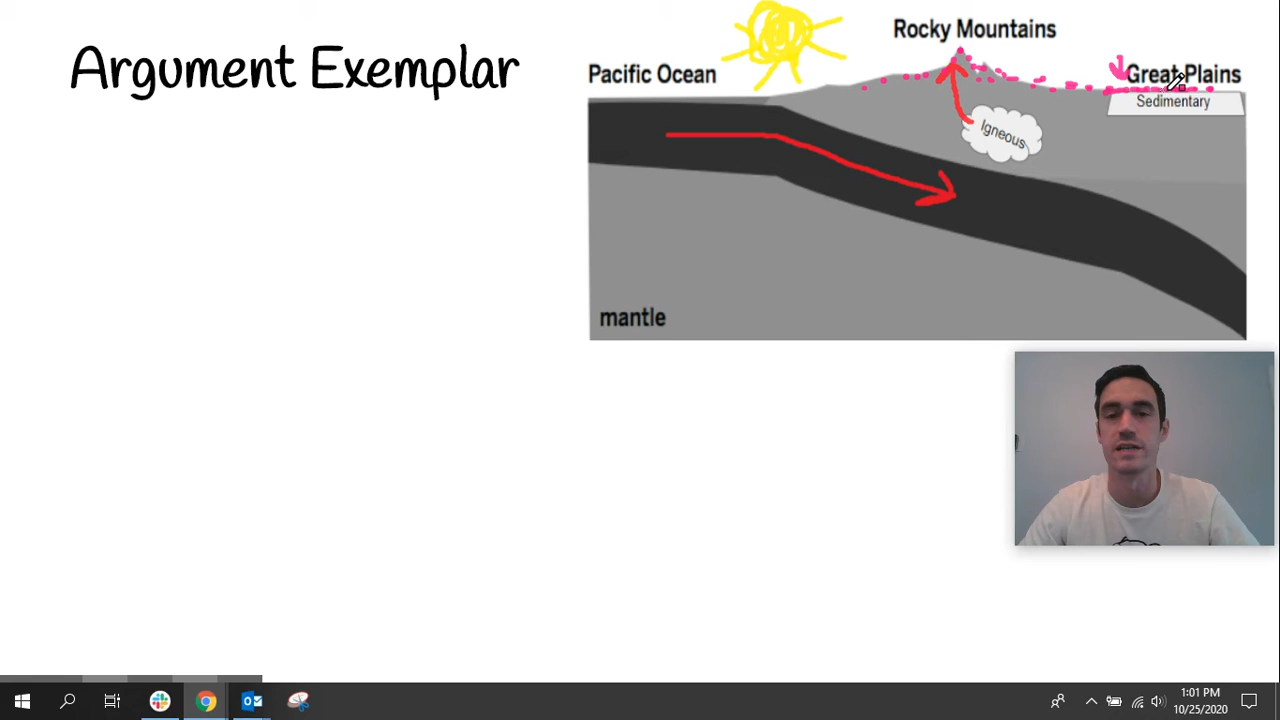 Argument Exemplar
Rocky Mountains
Pacific Ocean
Great Plains
Sedimentary
Igneous
mantle
1:01 PM
10/25/2020